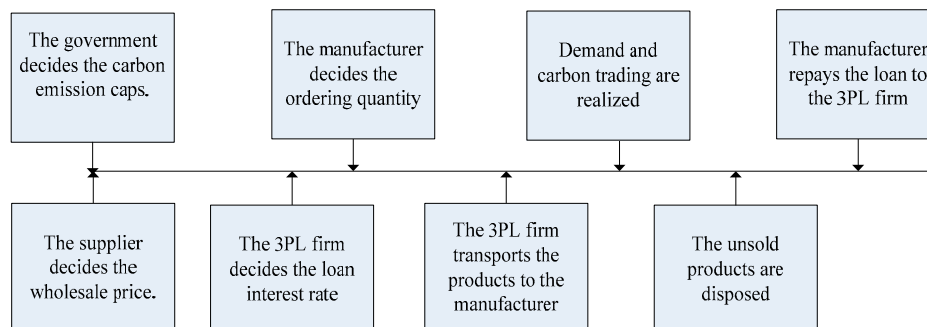 The government
decides the carbon
emission caps.
The manufacturer
decides the
ordering quantity
Demand and
carbon trading are
realized
The manufacturer
repays the loan to
the 3PL firm
The supplier
decides the
wholesale price.
The 3PL firm
decides the loan
interest rate
The 3PL firm
transports the
products to the
manufacturer
The unsold
products are
disposed